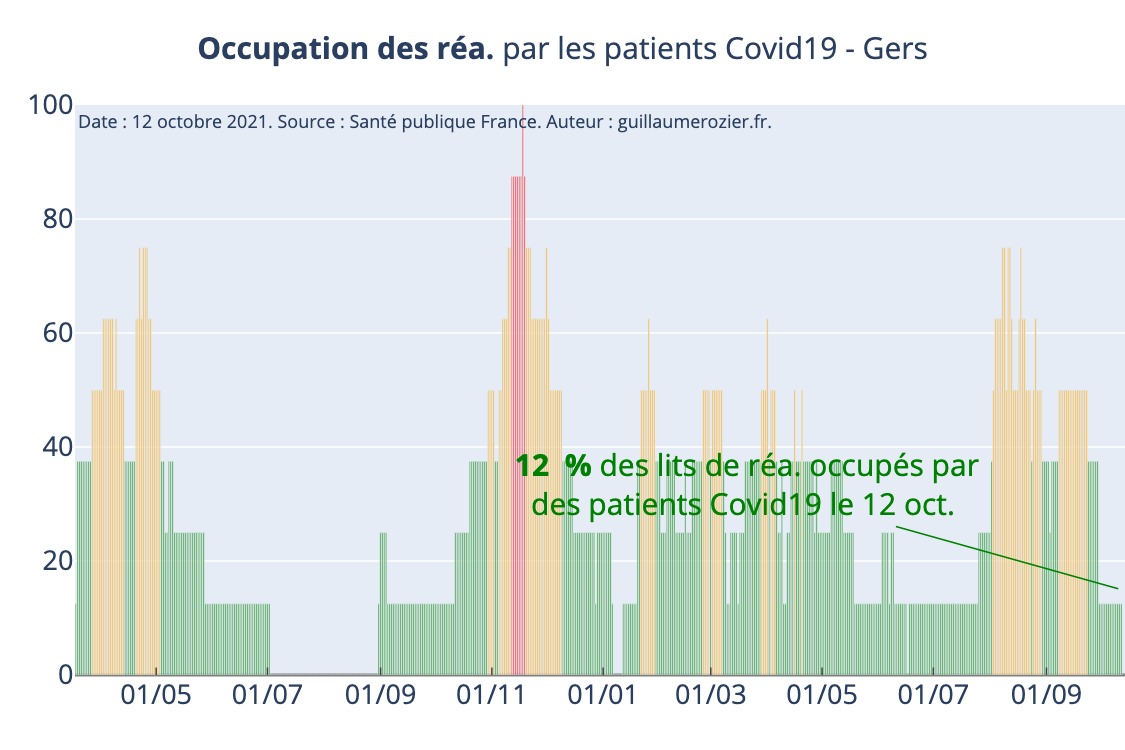 Occupation des réa. par les patients Covid19 - Gers
100
Date : 12 octobre 2021. Source : Santé publique France. Auteur : guillaumerozier.fr.
80
60
40
12 % des lits de réa. occupés par
des patients Covid19 le 12 oct.
20
0
01/05 01/07 01/09 01/11 01/01 01/03 01/05 01/07 01/09